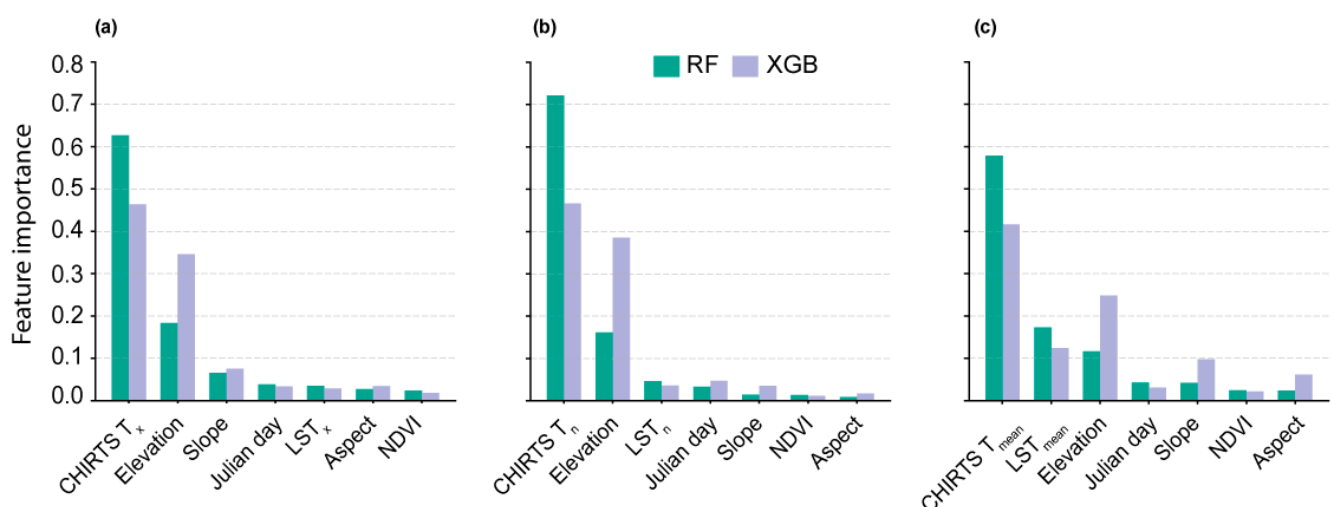 (a)
(b)
(c)
RF
XGB
Feature importance
0.8
0.7
0.6
0.5
0.4
0.3
0.2
0.1
0.0
CHIRTS Tx
Elevation
Slope
Julian day
LSTx
Aspect
NDVI
CHIRTS Tn
Elevation
LSTn
Julian day
Slope
NDVI
Aspect
CHIRTS Tmean
LSTmean
Elevation
Julian day
Slope
NDVI
Aspect